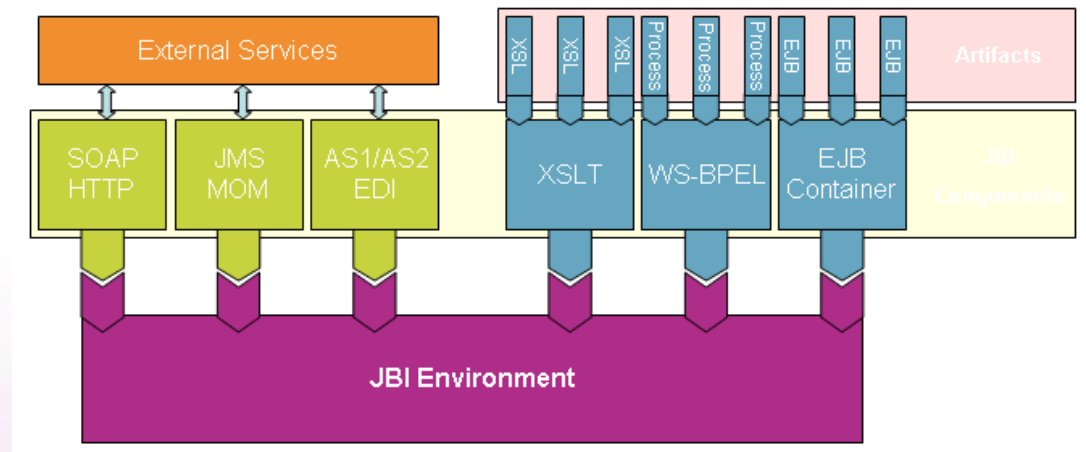 External Services
XSL
XSL
XSL
Process
Process
Process
EJB
EJB
EJB
Artifacts
SOAP
HTTP
JMS
MOM
AS1/AS2
EDI
XSLT
WS-BPEL
EJB
Container
JBI
Components
JBI Environment